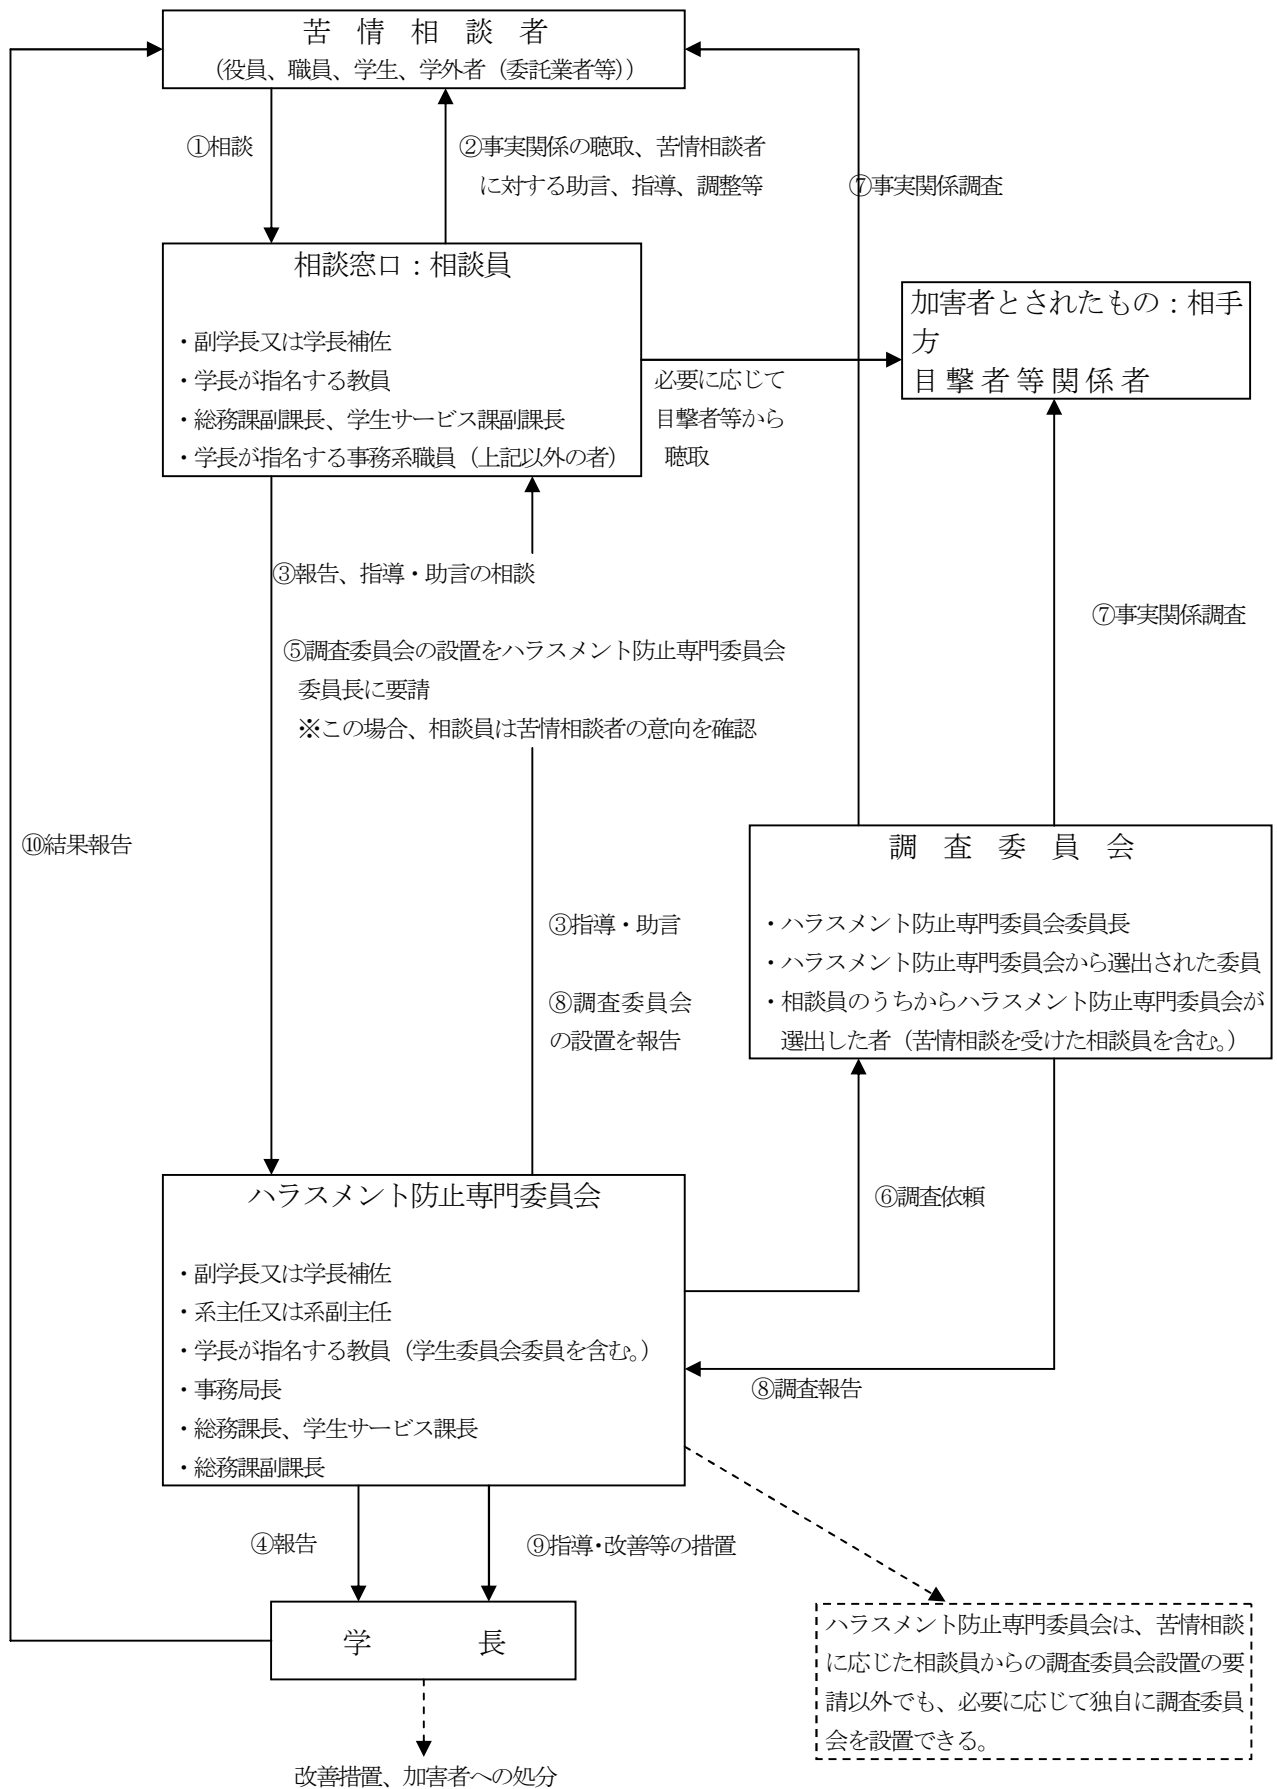 苦情相談者
（役員、職員、学生、学外者（委託業者等））
①相談
②事実関係の聴取、苦情相談者
に対する助言、指導、調整等
⑦事実関係調査
相談窓口：相談員
・副学長又は学長補佐
・学長が指名する教員
・総務課副課長、学生サービス課副課長
・学長が指名する事務系職員（上記以外の者）
必要に応じて
目撃者等から
聴取
加害者とされたもの：相手
方
目撃者等関係者
③報告、指導・助言の相談
⑤調査委員会の設置をハラスメント防止専門委員会
委員長に要請
※この場合、相談員は苦情相談者の意向を確認
⑦事実関係調査
⑩結果報告
③指導・助言
⑧調査委員会
の設置を報告
調査委員会
・ハラスメント防止専門委員会委員長
・ハラスメント防止専門委員会から選出された委員
・相談員のうちからハラスメント防止専門委員会が
選出した者（苦情相談を受けた相談員を含む。）
ハラスメント防止専門委員会
・副学長又は学長補佐
・系主任又は系副主任
・学長が指名する教員（学生委員会委員を含む。）
・事務局長
・総務課長、学生サービス課長
・総務課副課長
⑥調査依頼
⑧調査報告
④報告
⑨指導・改善等の措置
学長
改善措置、加害者への処分
ハラスメント防止専門委員会は、苦情相談
に応じた相談員からの調査委員会設置の要
請以外でも、必要に応じて独自に調査委員
会を設置できる。